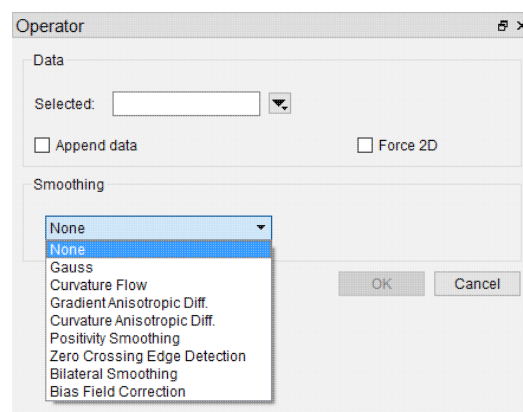 Operator
Data
Selected:
Append data
Force 2D
Smoothing
None
None
Gauss
Curvature Flow
Gradient Anisotropic Diff.
Curvature Anisotropic Diff.
Positivity Smoothing
Zero Crossing Edge Detection
Bilateral Smoothing
Bias Field Correction
OK
Cancel